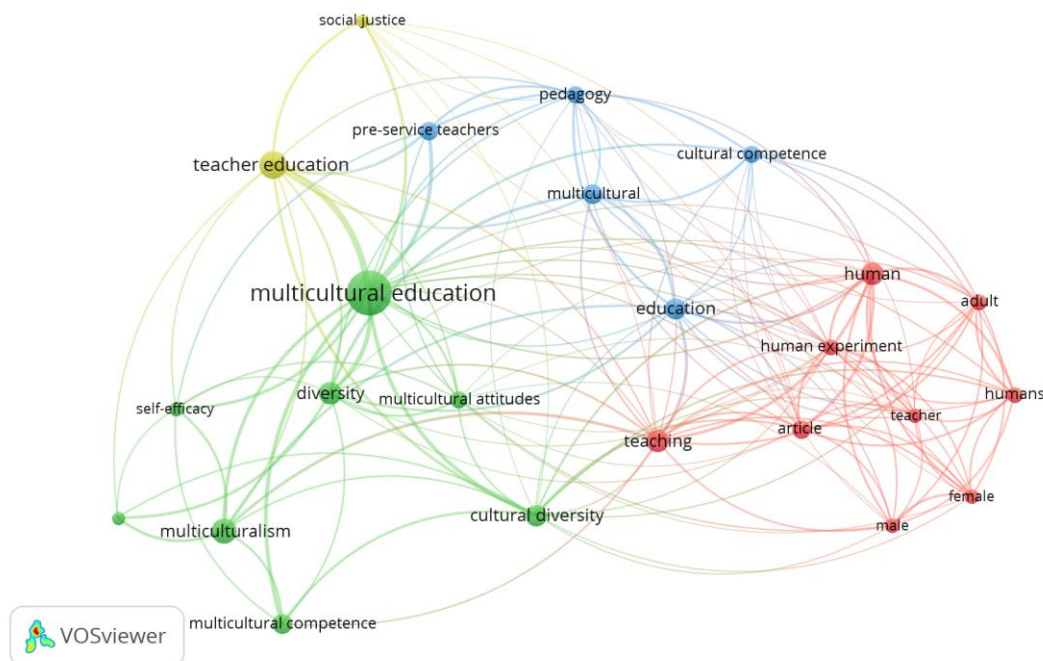 social justice
pedagogy
pre-service teachers
cultural competence
teacher education
multicultural
human
multicultural education
adult
education
human experiment
diversity
multicultural attitudes
humans
self-efficacy
teacher
article
teaching
female
cultural diversity
male
multiculturalism
multicultural competence
VOSviewer